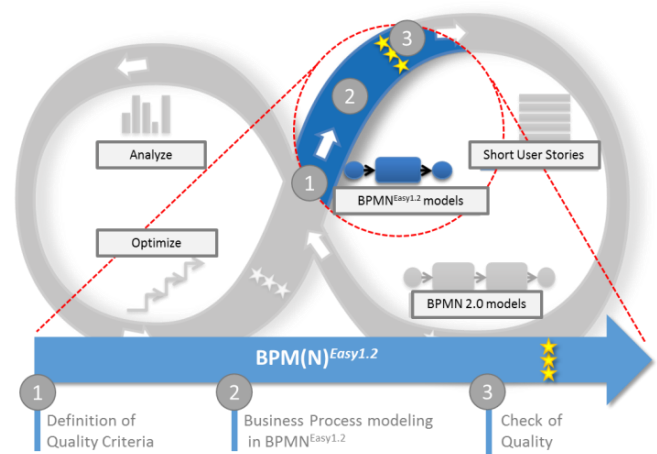 3
2
1
Analyze
Short User Stories
BPMN^Easy1.2 models
Optimize
BPMN 2.0 models
BPM(N)^Easy1.2
1
2
3
Definition of
Quality Criteria
Business Process modeling
in BPMN^Easy1.2
Check of
Quality